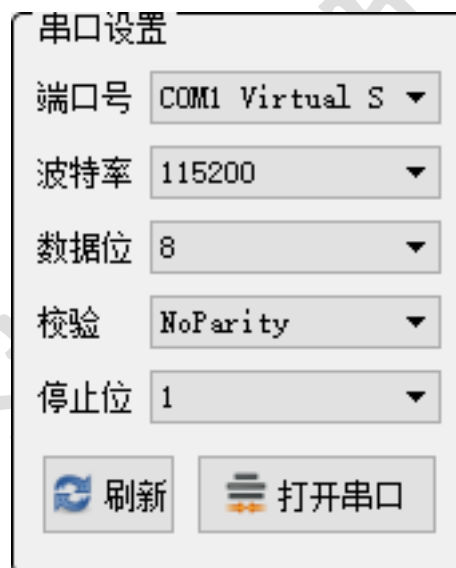 串口设置
端口号 COM1 Virtual S
波特率 115200
数据位 8
校验 NoParity
停止位 1
刷新 打开串口